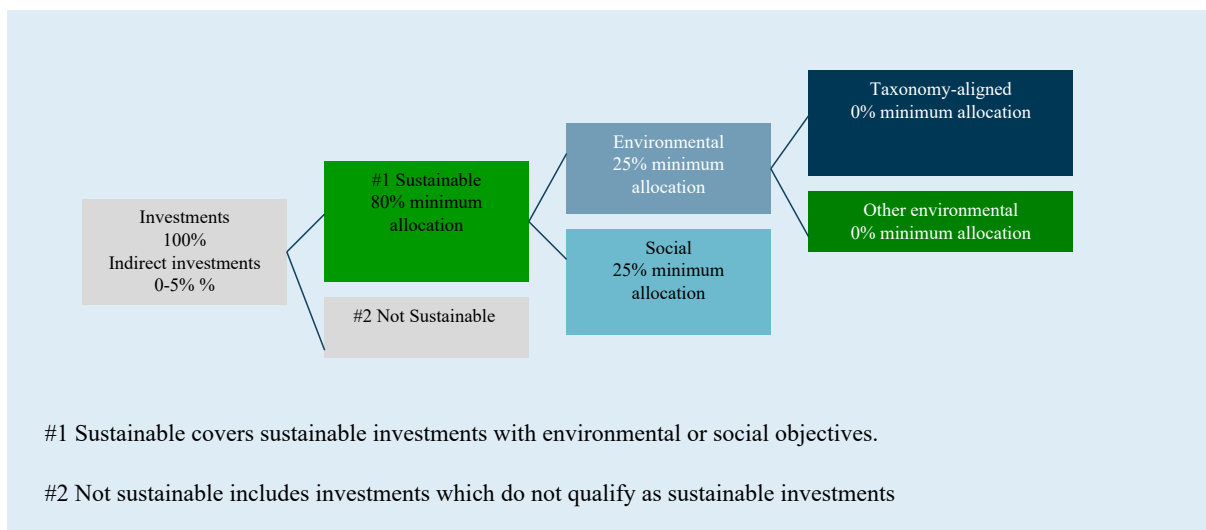 Investments
100%
Indirect investments
0-5% %
#1 Sustainable
80% minimum
allocation
#2 Not Sustainable
Environmental
25% minimum
allocation
Social
25% minimum
allocation
Taxonomy-aligned
0% minimum allocation
Other environmental
0% minimum allocation
#1 Sustainable covers sustainable investments with environmental or social objectives.
#2 Not sustainable includes investments which do not qualify as sustainable investments